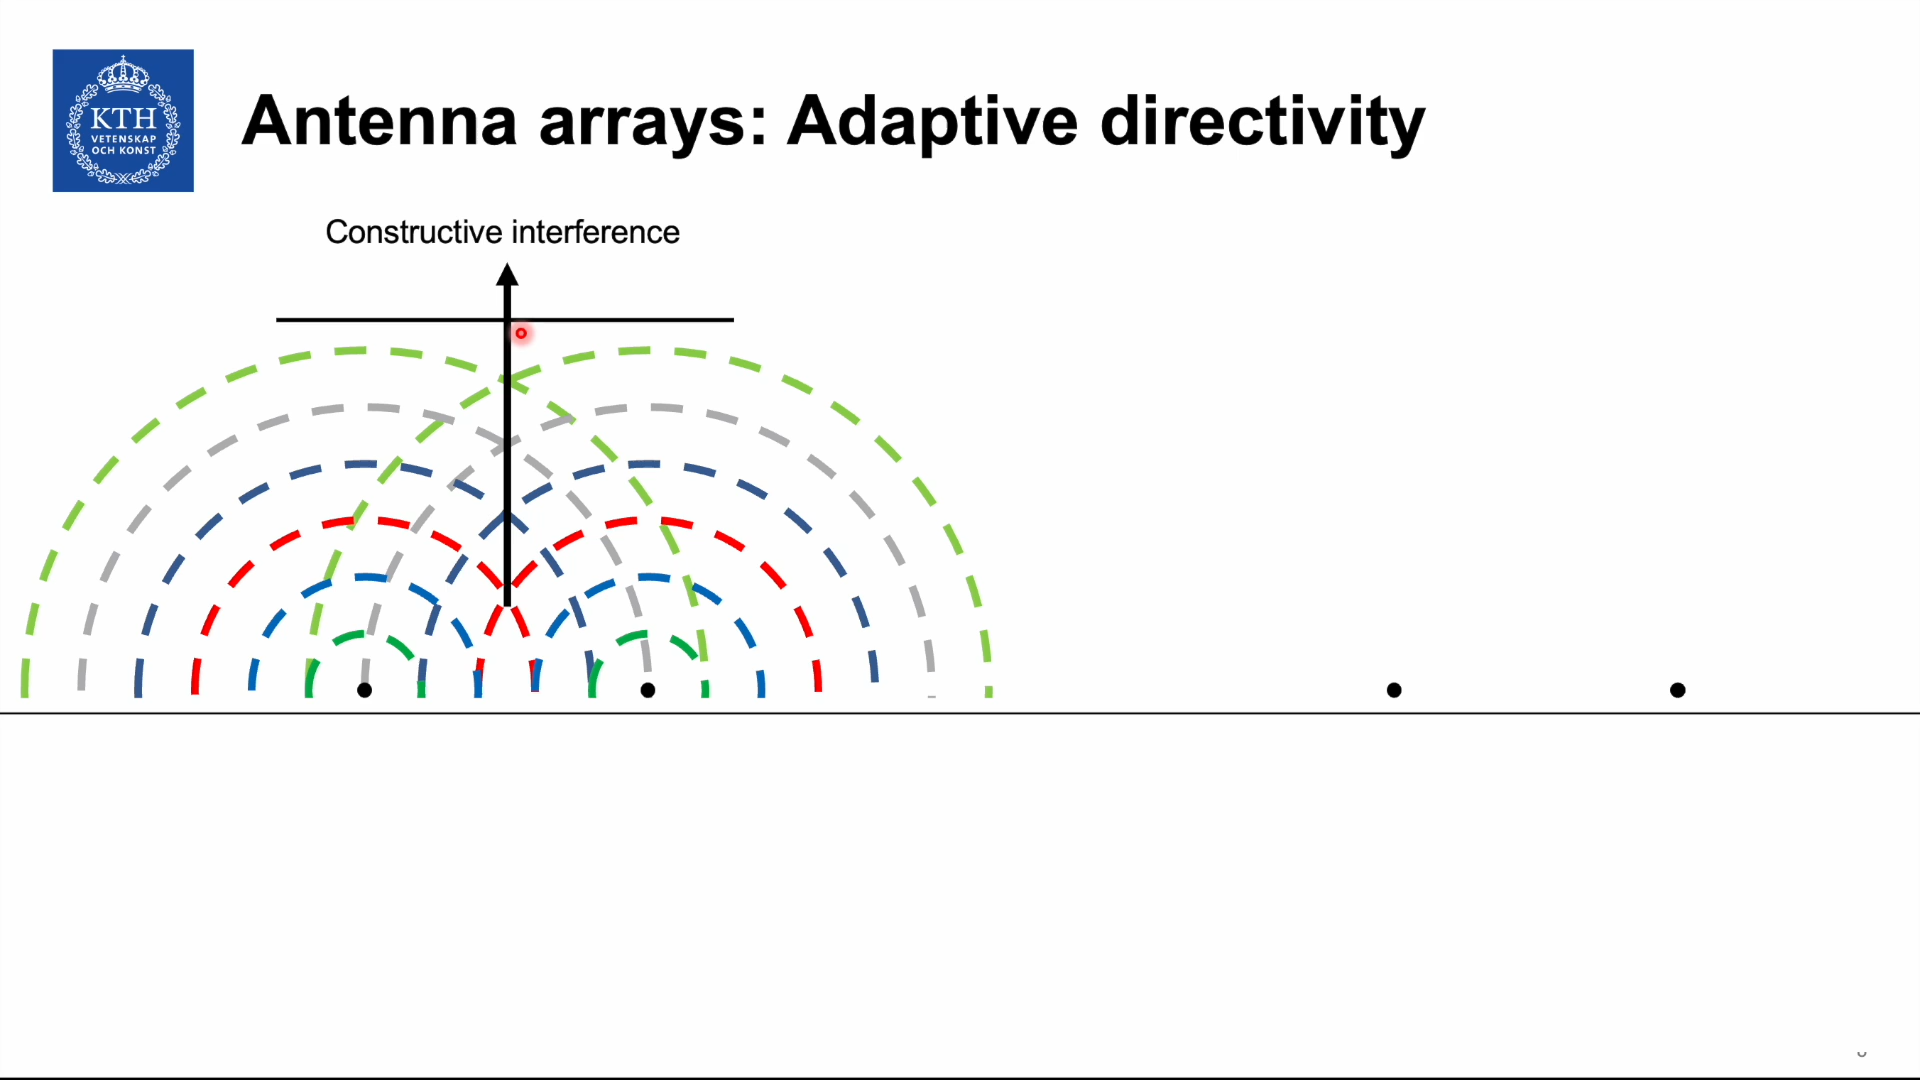 KTH
VETENSKAP
OCH KONST
Antenna arrays: Adaptive directivity
Constructive interference